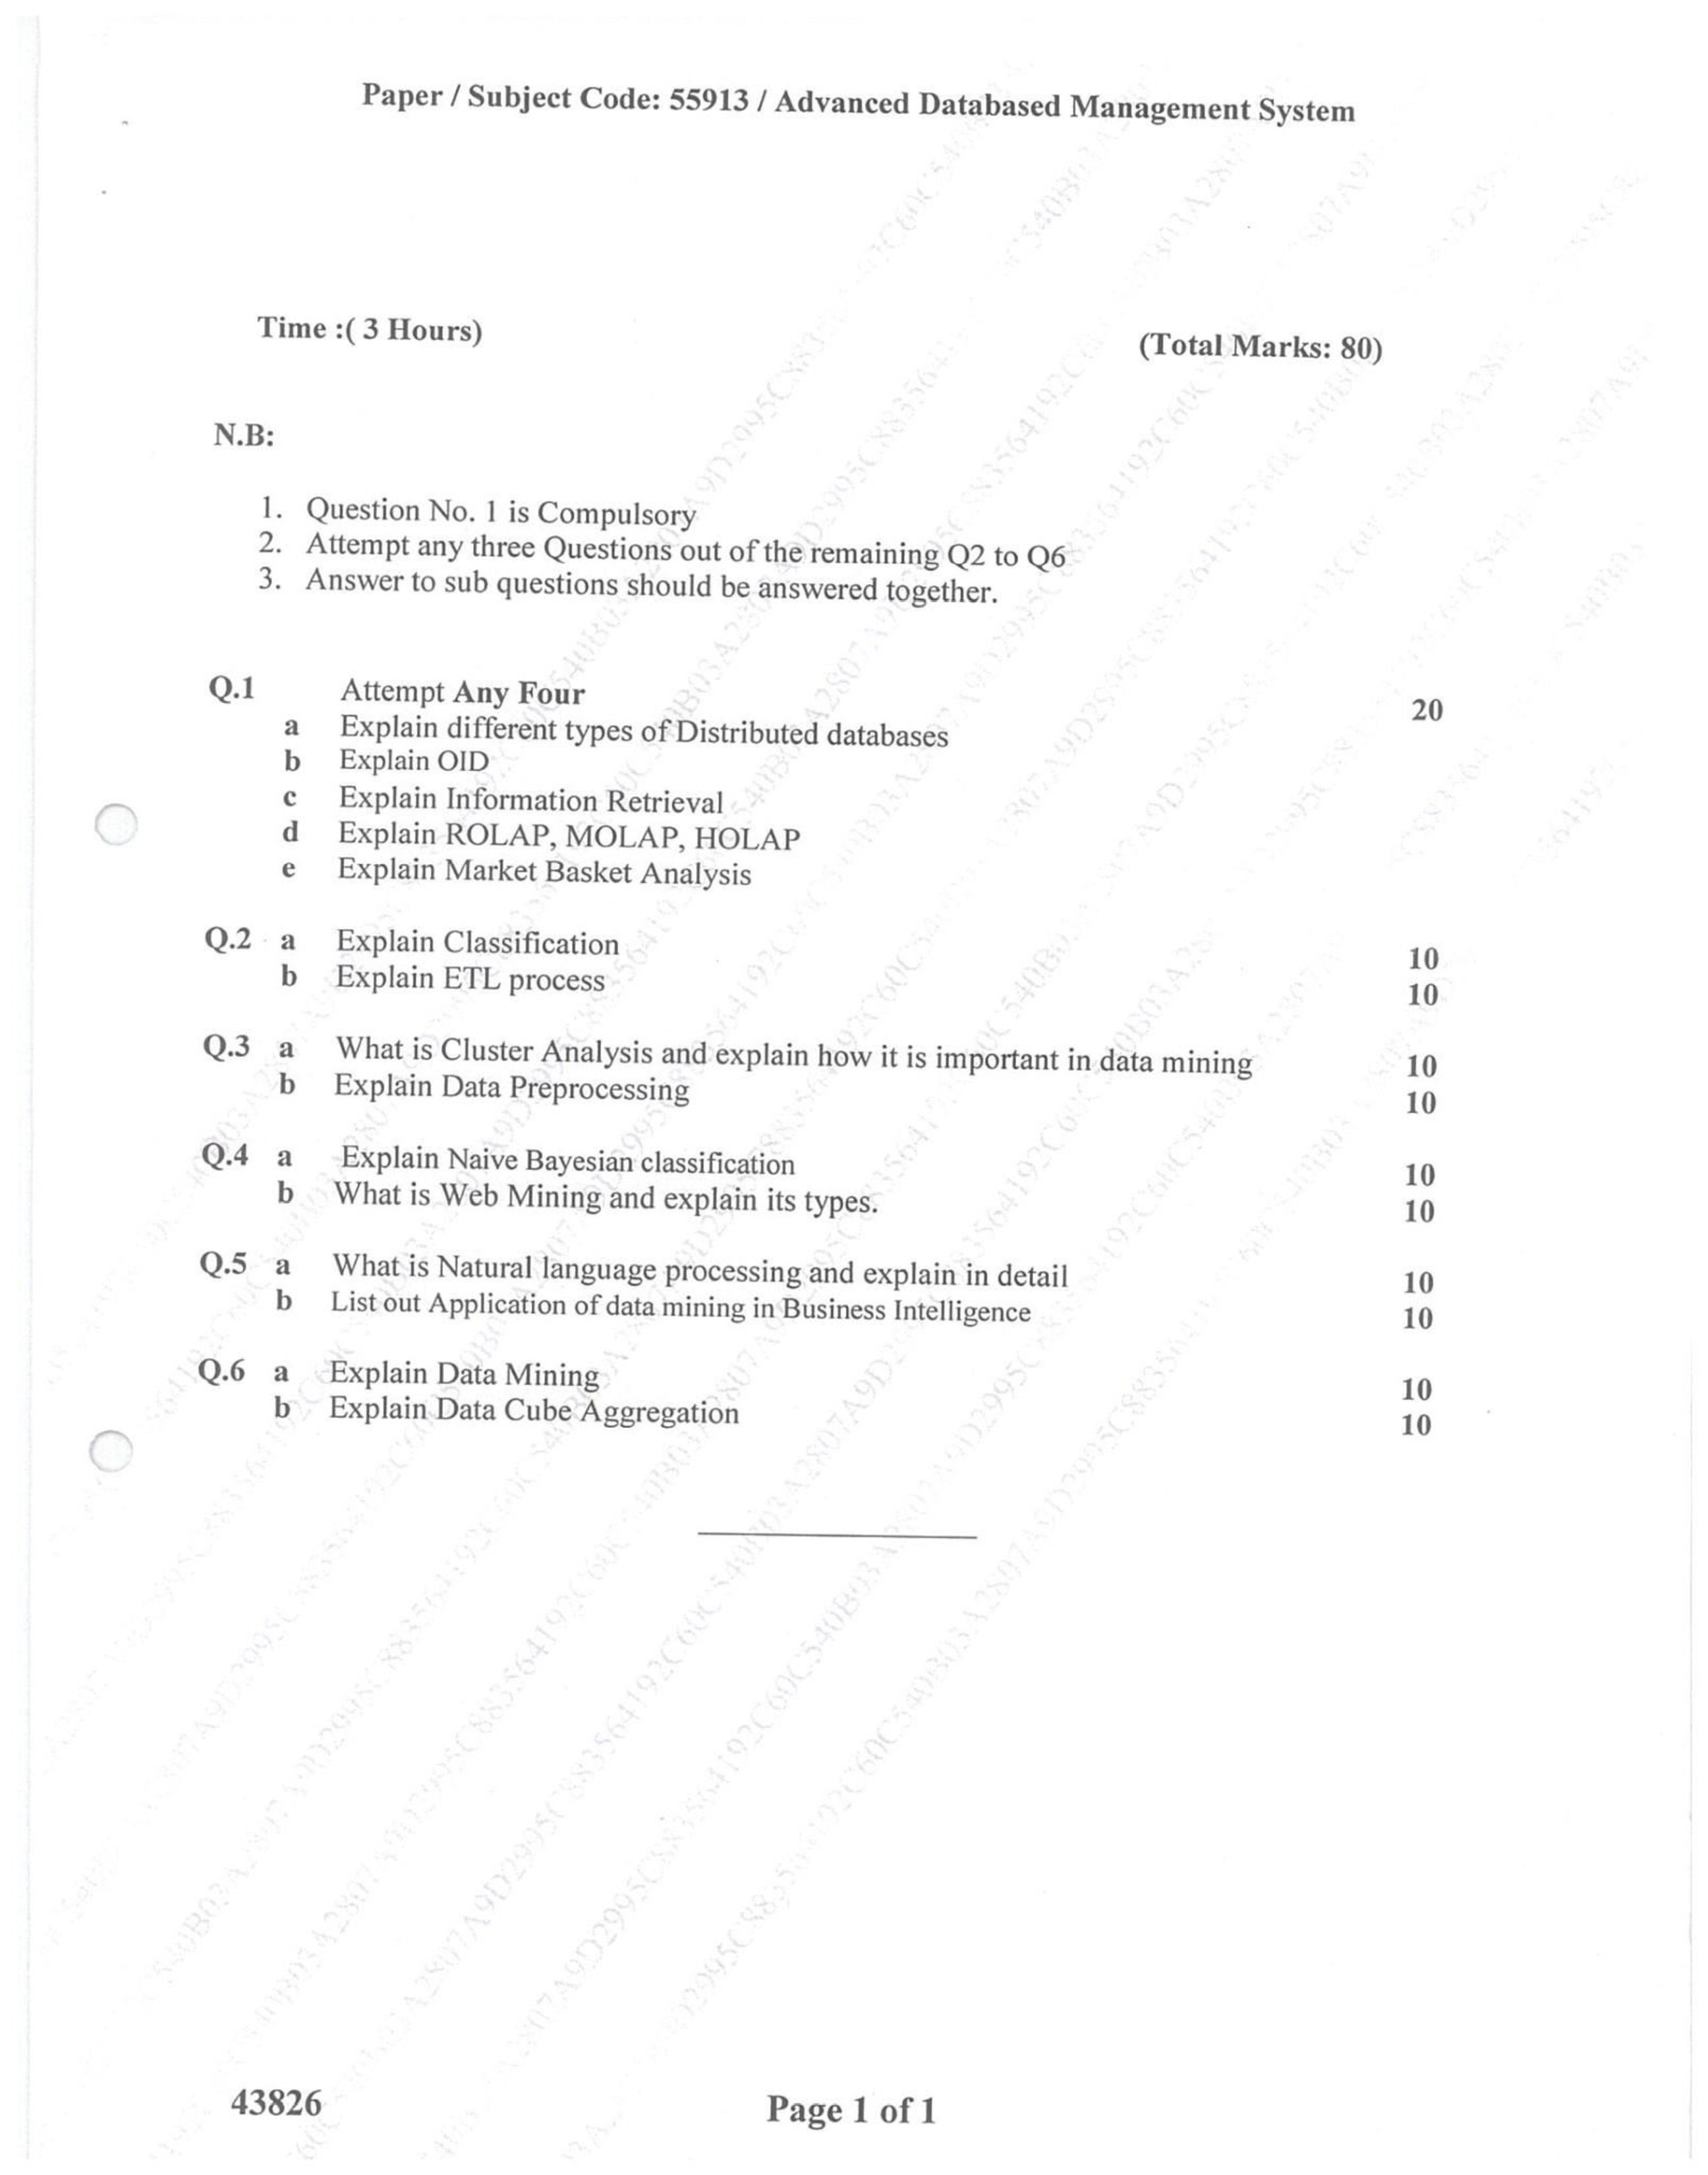 Paper / Subject Code: 55913 / Advanced Databased Management System
Time :( 3 Hours)
(Total Marks: 80)
N.B:
1. Question No. 1 is Compulsory
2. Attempt any three Questions out of the remaining Q2 to Q6
3. Answer to sub questions should be answered together.
Q.1 Attempt Any Four 20
a Explain different types of Distributed databases
b Explain OID
c Explain Information Retrieval
d Explain ROLAP, MOLAP, HOLAP
e Explain Market Basket Analysis
Q.2 a Explain Classification 10
b Explain ETL process 10
Q.3 a What is Cluster Analysis and explain how it is important in data mining 10
b Explain Data Preprocessing 10
Q.4 a Explain Naive Bayesian classification 10
b What is Web Mining and explain its types. 10
Q.5 a What is Natural language processing and explain in detail 10
b List out Application of data mining in Business Intelligence 10
Q.6 a Explain Data Mining 10
b Explain Data Cube Aggregation 10
43826
Page 1 of 1